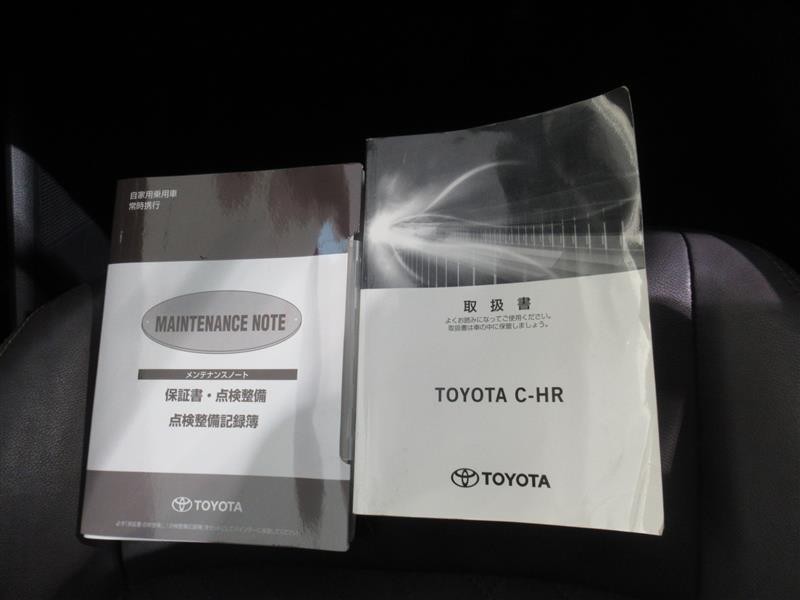 自家用乗用車
常時携行
MAINTENANCE NOTE
メンテナンスノート
保証書・点検整備
点検整備記録簿
TOYOTA
取扱書
よくお読みになってご使用ください。
取扱書は車の中に保管しましょう。
TOYOTA C-HR
TOYOTA